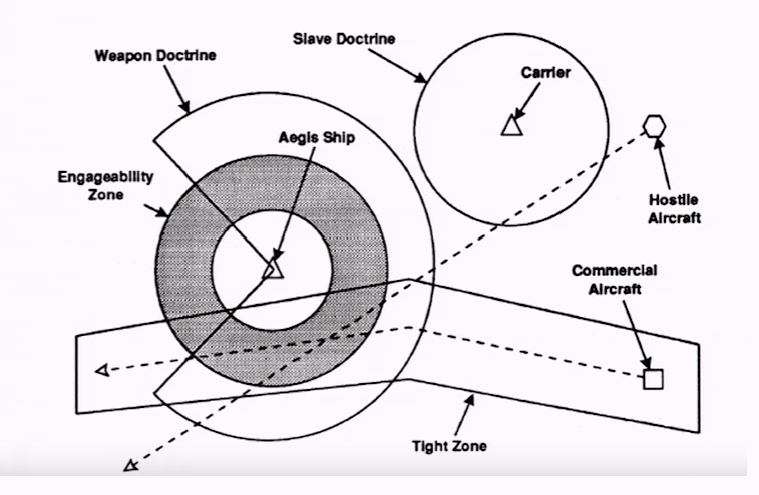 Slave Doctrine
Weapon Doctrine
Carrier
Aegis Ship
Engageability
Zone
Hostile
Aircraft
Commercial
Aircraft
Tight Zone